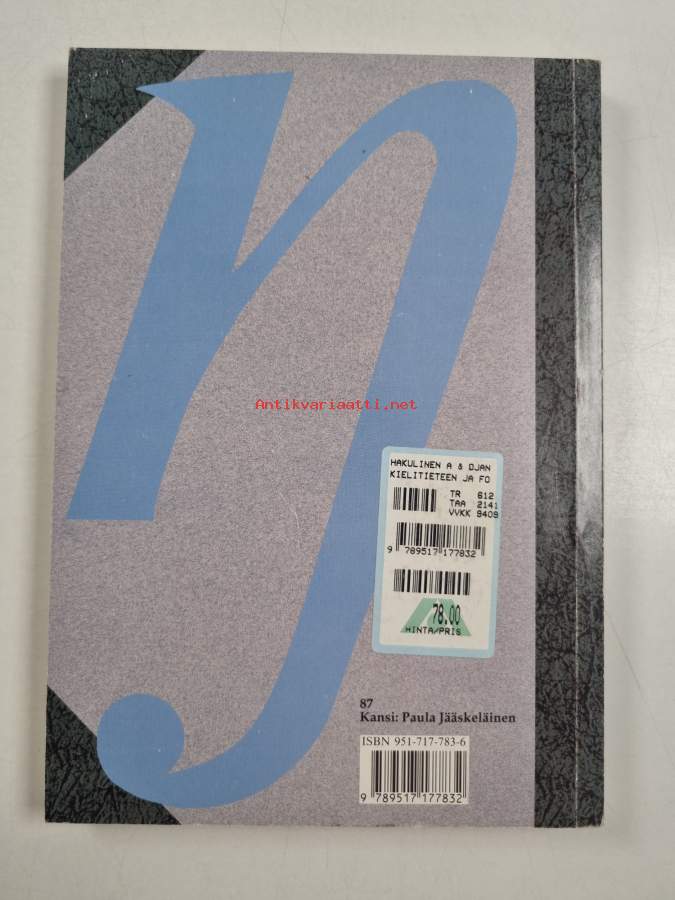 ŋ
Antikvariaatti.net
HAKULINEN A & OJAN
KIELITIETEEN JA FO
TR 612
TAA 2141
VVKK 9409
9 789517 177832
78.00
HINTA/PRIS
87
Kansi: Paula Jääskeläinen
ISBN 951-717-783-6
9 789517 177832